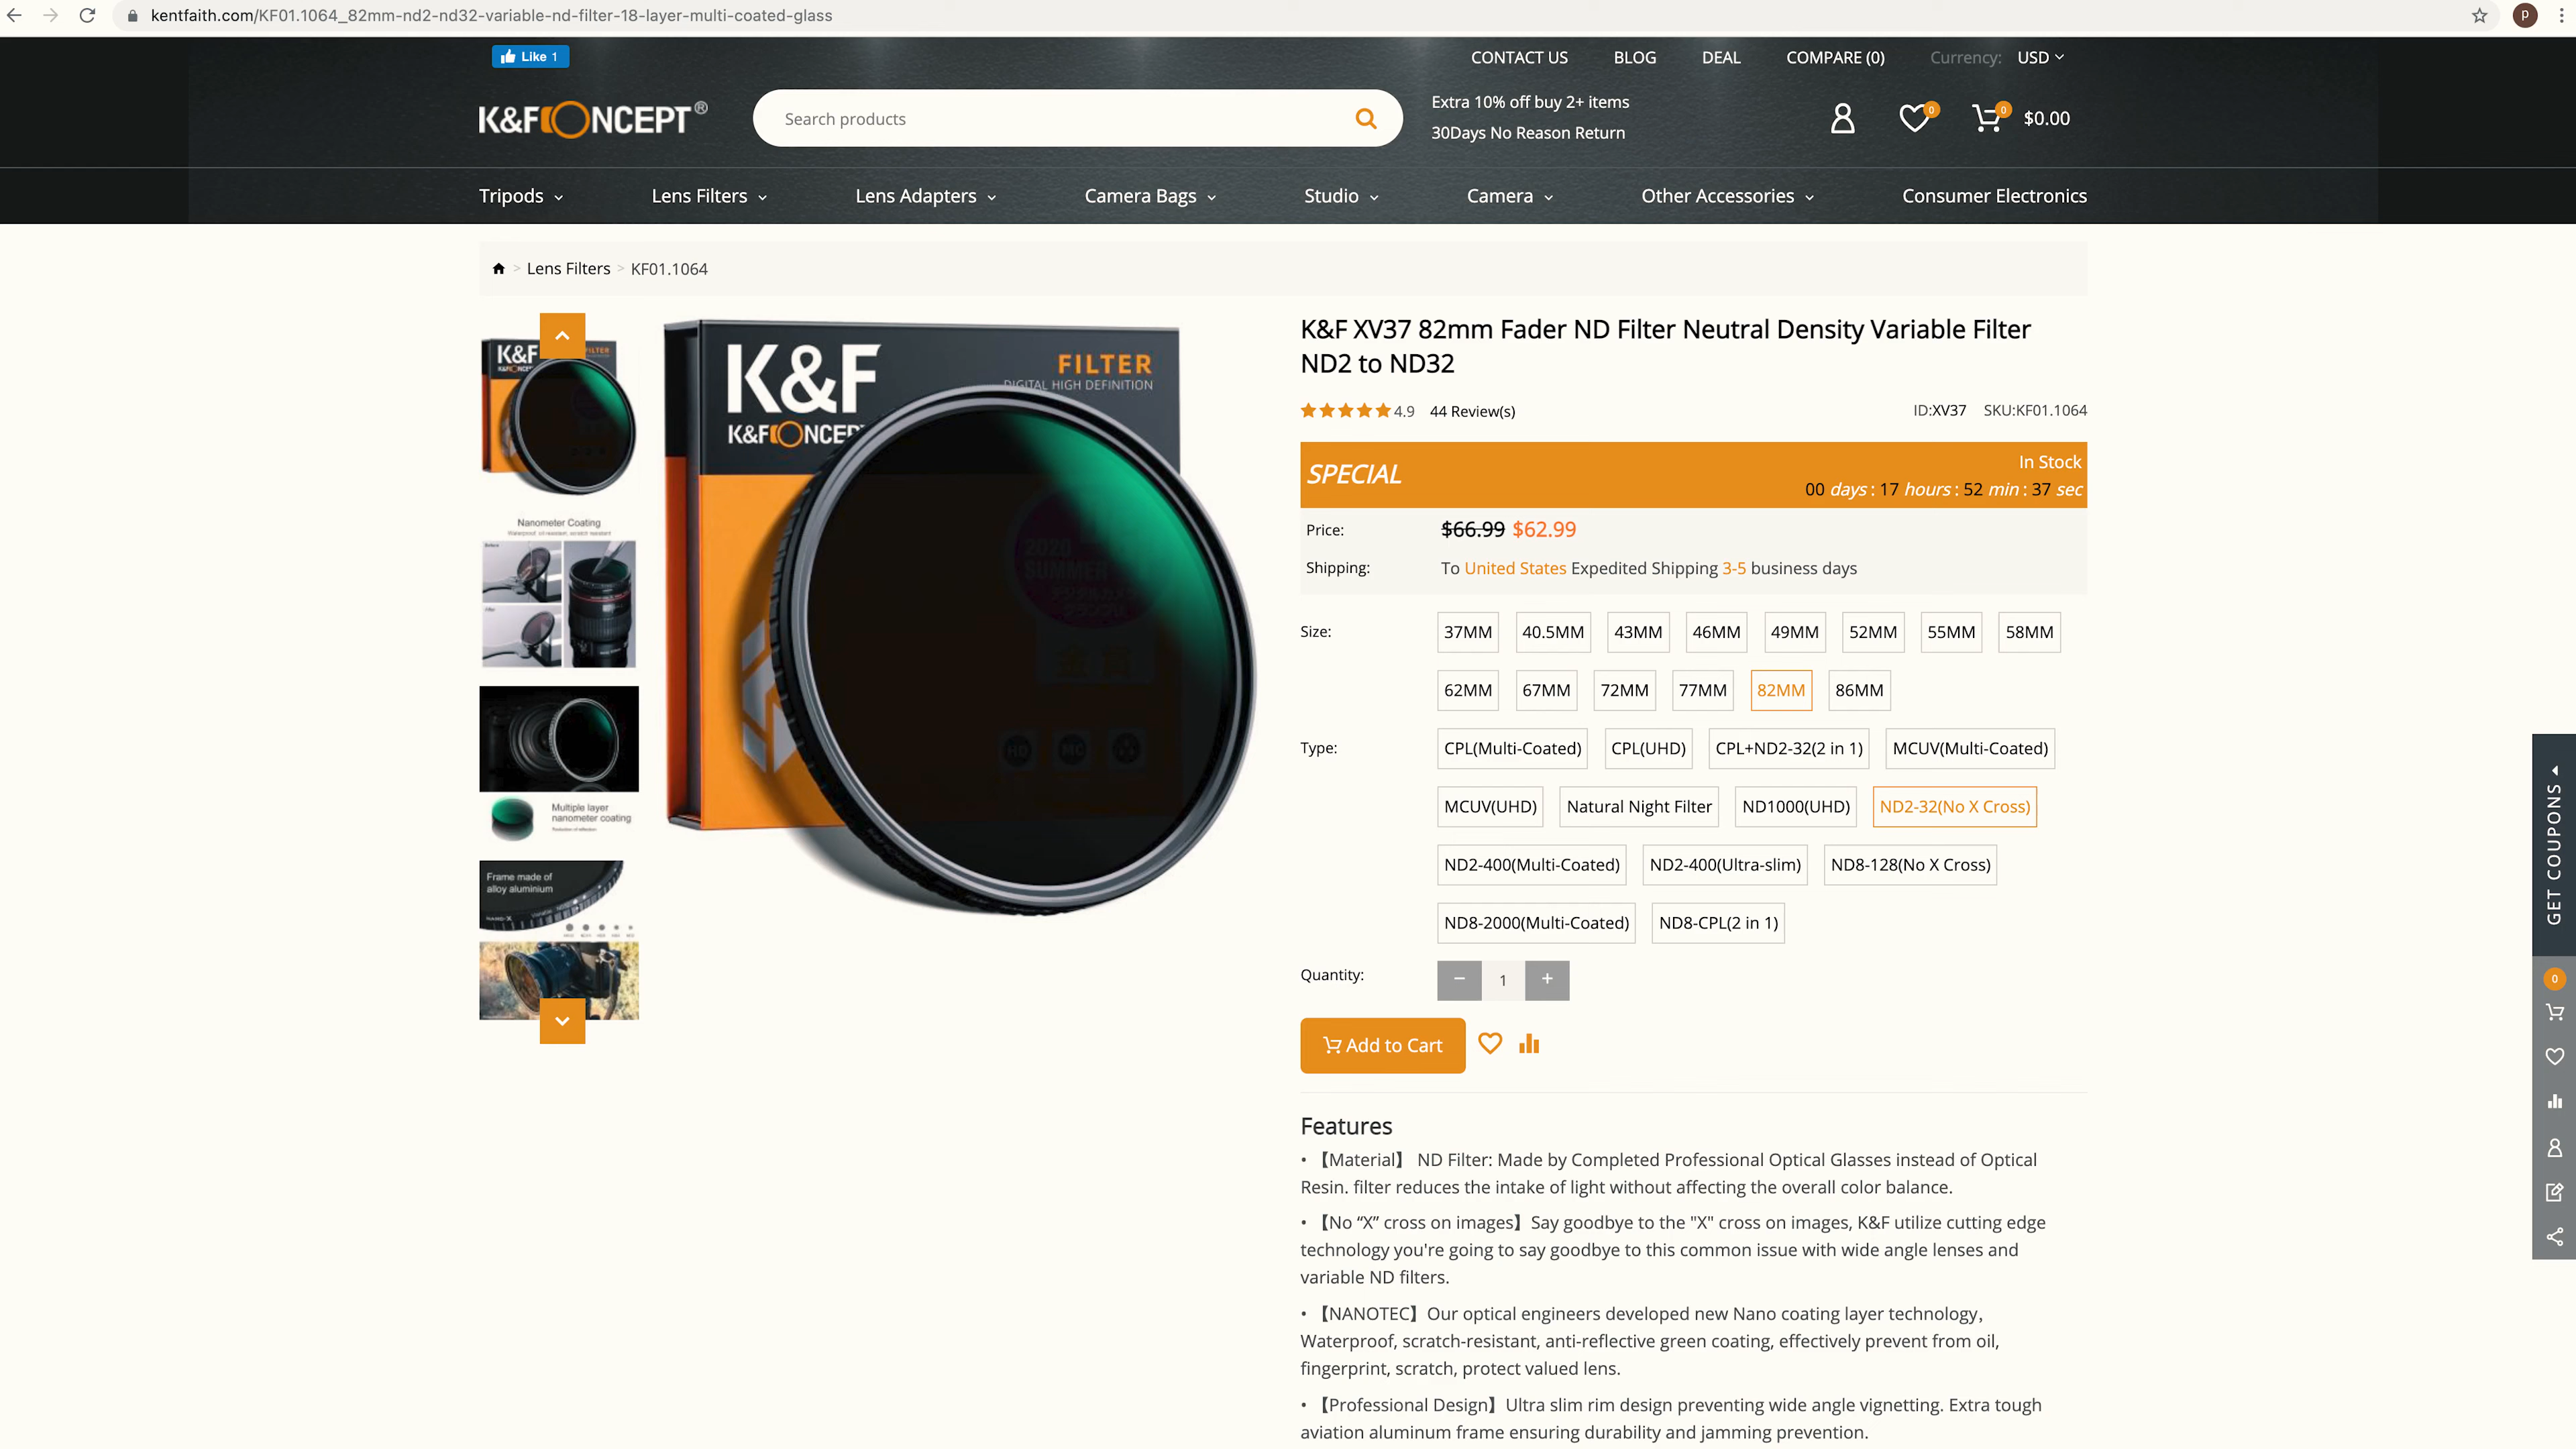 kentfaith.com/KF01.1064_82mm-nd2-nd32-variable-nd-filter-18-layer-multi-coated-glass
p
Like 1
CONTACT US
BLOG
DEAL
COMPARE (0)
Currency:
USD
K&F CONCEPT®
Search products
Extra 10% off buy 2+ items
30Days No Reason Return
0
0
$0.00
Tripods
Lens Filters
Lens Adapters
Camera Bags
Studio
Camera
Other Accessories
Consumer Electronics
> Lens Filters > KF01.1064
K&F
Nanometer Coating
Multiple layer
nanometer coating
Frame made of
alloy aluminium
K&F
FILTER
DIGITAL HIGH DEFINITION
K&F CONCEP
2020
SUMMER
HD
MC
K&F XV37 82mm Fader ND Filter Neutral Density Variable Filter
ND2 to ND32
4.9 44 Review(s)
ID:XV37 SKU:KF01.1064
SPECIAL
In Stock
00 days : 17 hours : 52 min : 37 sec
Price: $66.99 $62.99
Shipping: To United States Expedited Shipping 3-5 business days
Size: 37MM 40.5MM 43MM 46MM 49MM 52MM 55MM 58MM
62MM 67MM 72MM 77MM 82MM 86MM
Type: CPL(Multi-Coated) CPL(UHD) CPL+ND2-32(2 in 1) MCUV(Multi-Coated)
MCUV(UHD) Natural Night Filter ND1000(UHD) ND2-32(No X Cross)
ND2-400(Multi-Coated) ND2-400(Ultra-slim) ND8-128(No X Cross)
ND8-2000(Multi-Coated) ND8-CPL(2 in 1)
Quantity: − 1 +
Add to Cart
Features
• 【Material】 ND Filter: Made by Completed Professional Optical Glasses instead of Optical
Resin. filter reduces the intake of light without affecting the overall color balance.
• 【No “X” cross on images】Say goodbye to the "X" cross on images, K&F utilize cutting edge
technology you're going to say goodbye to this common issue with wide angle lenses and
variable ND filters.
• 【NANOTEC】Our optical engineers developed new Nano coating layer technology,
Waterproof, scratch-resistant, anti-reflective green coating, effectively prevent from oil,
fingerprint, scratch, protect valued lens.
• 【Professional Design】Ultra slim rim design preventing wide angle vignetting. Extra tough
aviation aluminum frame ensuring durability and jamming prevention.
GET COUPONS
0